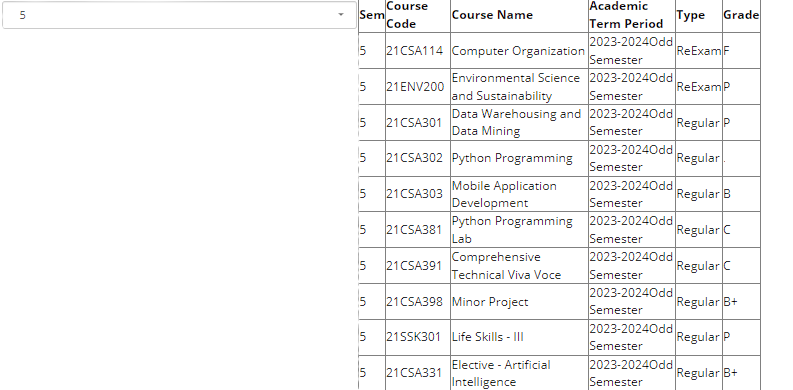 5
Sem Course Code Course Name Academic Term Period Type Grade
5 21CSA114 Computer Organization 2023-2024Odd Semester ReExam F
5 21ENV200 Environmental Science and Sustainability 2023-2024Odd Semester ReExam P
5 21CSA301 Data Warehousing and Data Mining 2023-2024Odd Semester Regular P
5 21CSA302 Python Programming 2023-2024Odd Semester Regular .
5 21CSA303 Mobile Application Development 2023-2024Odd Semester Regular B
5 21CSA381 Python Programming Lab 2023-2024Odd Semester Regular C
5 21CSA391 Comprehensive Technical Viva Voce 2023-2024Odd Semester Regular C
5 21CSA398 Minor Project 2023-2024Odd Semester Regular B+
5 21SSK301 Life Skills - III 2023-2024Odd Semester Regular P
5 21CSA331 Elective - Artificial Intelligence 2023-2024Odd Semester Regular B+